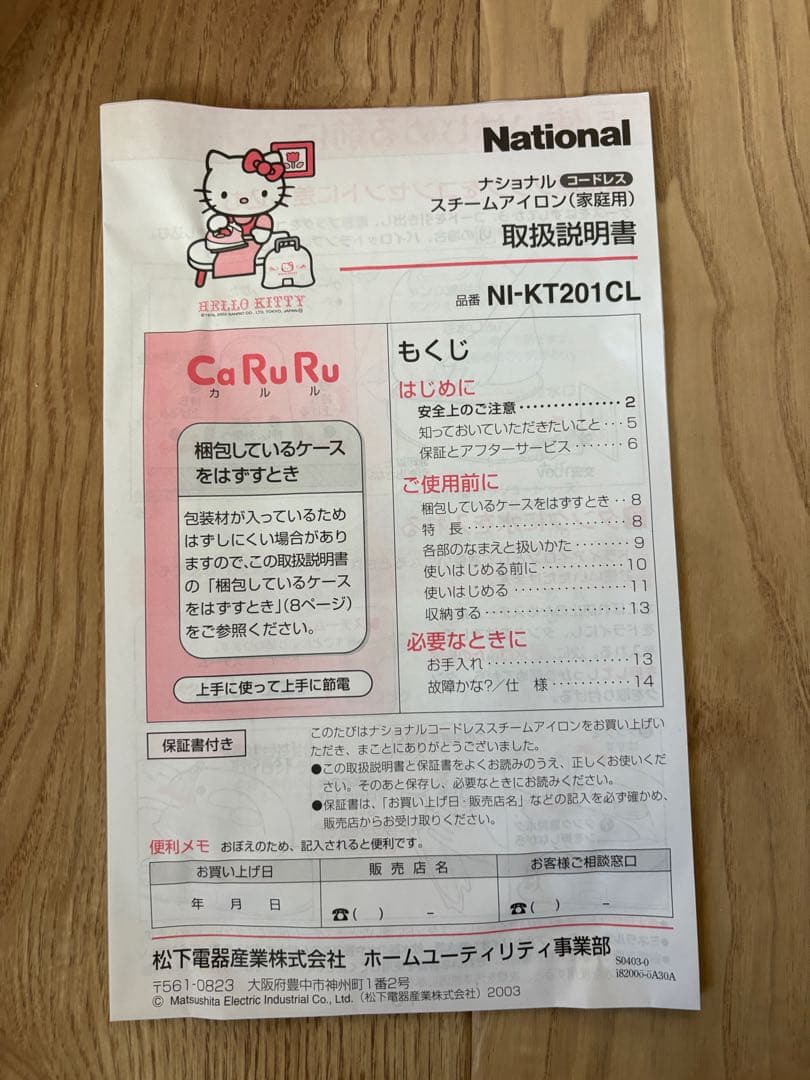 National
ナショナル コードレス
スチームアイロン(家庭用)
取扱説明書
品番 NI-KT201CL
HELLO KITTY
CaRuRu
カルル
梱包しているケース
をはずすとき
包装材が入っているため
はずしにくい場合があり
ますので、この取扱説明書
の「梱包しているケース
をはずすとき」(8ページ)
をご参照ください。
上手に使って上手に節電
もくじ
はじめに
安全上のご注意・・・・・・・・・・・・・・2
知っておいていただきたいこと・・・5
保証とアフターサービス・・・・・・・6
ご使用前に
梱包しているケースをはずすとき・・8
特 長・・・・・・・・・・・・・・・・・・・・・8
各部のなまえと扱いかた・・・・・・・9
使いはじめる前に・・・・・・・・・・・10
使いはじめる・・・・・・・・・・・・・・11
収納する・・・・・・・・・・・・・・・・・13
必要なときに
お手入れ・・・・・・・・・・・・・・・・・13
故障かな?/仕 様・・・・・・・・・・・14
保証書付き
このたびはナショナルコードレススチームアイロンをお買い上げい
ただき、まことにありがとうございました。
●この取扱説明書と保証書をよくお読みのうえ、正しくお使いくだ
さい。そのあと保存し、必要なときにお読みください。
●保証書は、「お買い上げ日・販売店名」などの記入を必ず確かめ、
販売店からお受け取りください。
便利メモ おぼえのため、記入されると便利です。
お買い上げ日 販売店名 お客様ご相談窓口
年 月 日 ☎( ) − ☎( ) −
松下電器産業株式会社 ホームユーティリティ事業部
〒561-0823 大阪府豊中市神州町1番2号
© Matsushita Electric Industrial Co., Ltd.(松下電器産業株式会社)2003
S0403-0